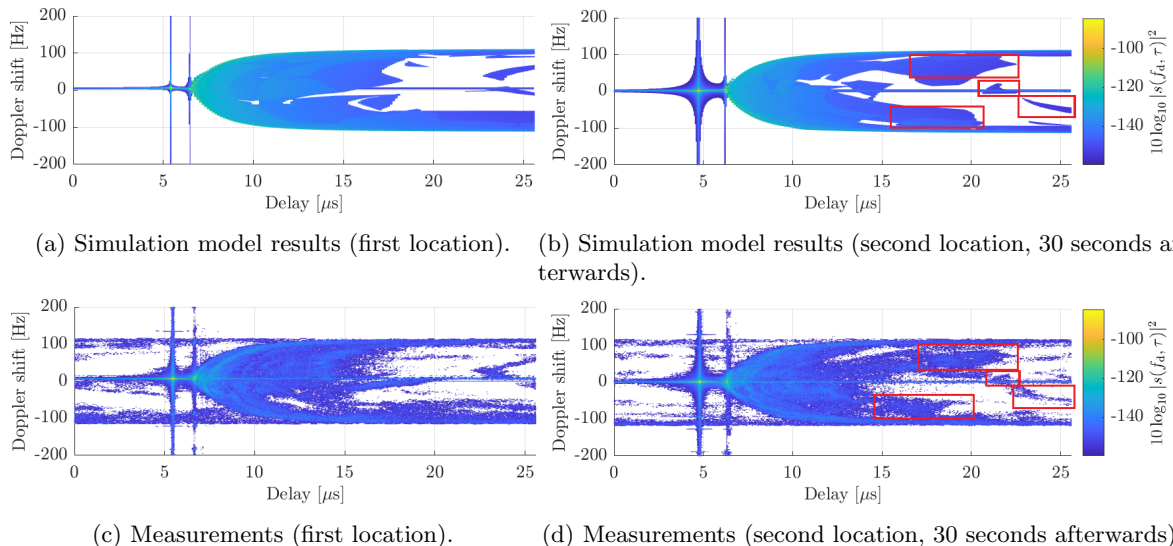 200
100
0
-100
-200
Doppler shift [Hz]
0 5 10 15 20 25
Delay [μs]
200
100
0
-100
-200
Doppler shift [Hz]
0 5 10 15 20 25
Delay [μs]
-100
-120
-140
10 log₁₀ |s(f_d, τ)|²
(a) Simulation model results (first location).
(b) Simulation model results (second location, 30 seconds af
terwards).
200
100
0
-100
-200
Doppler shift [Hz]
0 5 10 15 20 25
Delay [μs]
200
100
0
-100
-200
Doppler shift [Hz]
0 5 10 15 20 25
Delay [μs]
-100
-120
-140
10 log₁₀ |s(f_d, τ)|²
(c) Measurements (first location).
(d) Measurements (second location, 30 seconds afterwards)